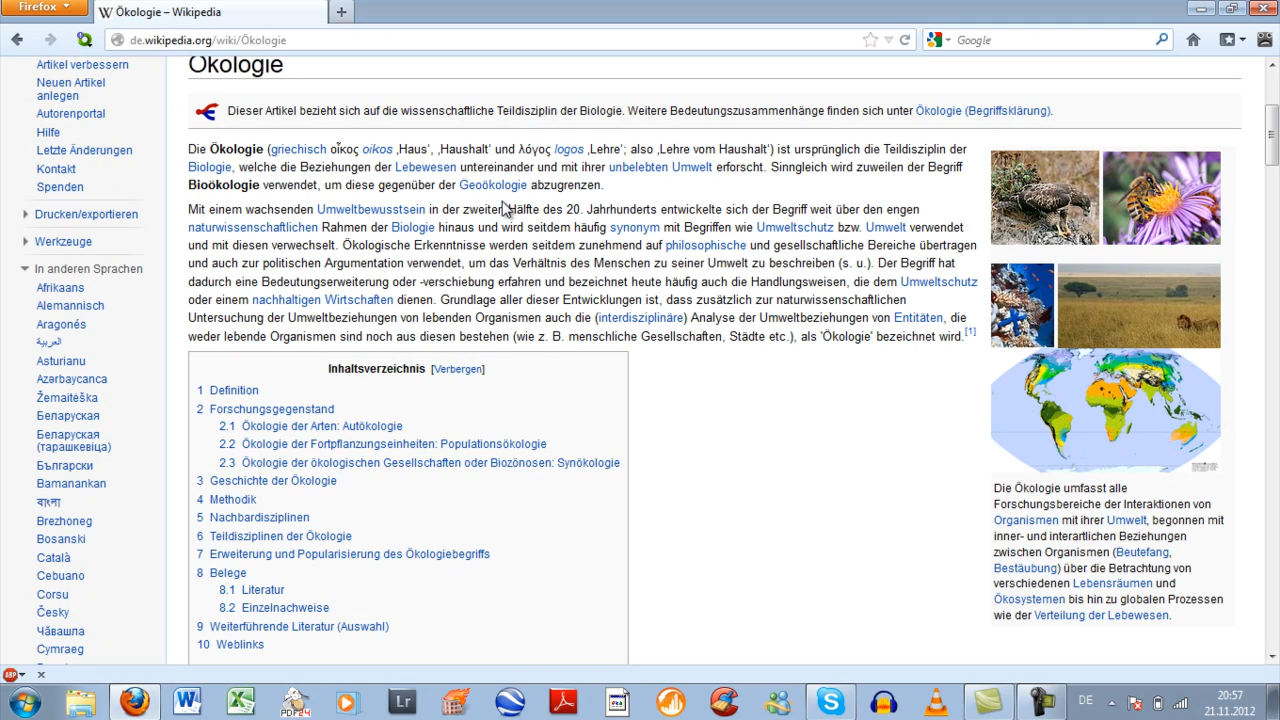 Firefox
Ökologie – Wikipedia
de.wikipedia.org/wiki/Ökologie
Google
Artikel verbessern
Neuen Artikel
anlegen
Autorenportal
Hilfe
Letzte Änderungen
Kontakt
Spenden
Drucken/exportieren
Werkzeuge
In anderen Sprachen
Afrikaans
Alemannisch
Aragonés
العربية
Asturianu
Azərbaycanca
Žemaitėška
Беларуская
Беларуская
(тарашкевіца)
Български
Bamanankan
বাংলা
Brezhoneg
Bosanski
Català
Cebuano
Corsu
Česky
Чӑвашла
Cymraeg
Ökologie
Dieser Artikel bezieht sich auf die wissenschaftliche Teildisziplin der Biologie. Weitere Bedeutungszusammenhänge finden sich unter Ökologie (Begriffsklärung).
Die Ökologie (griechisch οἶκος oikos ‚Haus‘, ‚Haushalt‘ und λόγος logos ‚Lehre‘; also ‚Lehre vom Haushalt‘) ist ursprünglich die Teildisziplin der
Biologie, welche die Beziehungen der Lebewesen untereinander und mit ihrer unbelebten Umwelt erforscht. Sinngleich wird zuweilen der Begriff
Bioökologie verwendet, um diese gegenüber der Geoökologie abzugrenzen.
Mit einem wachsenden Umweltbewusstsein in der zweiten Hälfte des 20. Jahrhunderts entwickelte sich der Begriff weit über den engen
naturwissenschaftlichen Rahmen der Biologie hinaus und wird seitdem häufig synonym mit Begriffen wie Umweltschutz bzw. Umwelt verwendet
und mit diesen verwechselt. Ökologische Erkenntnisse werden seitdem zunehmend auf philosophische und gesellschaftliche Bereiche übertragen
und auch zur politischen Argumentation verwendet, um das Verhältnis des Menschen zu seiner Umwelt zu beschreiben (s. u.). Der Begriff hat
dadurch eine Bedeutungserweiterung oder -verschiebung erfahren und bezeichnet heute häufig auch die Handlungsweisen, die dem Umweltschutz
oder einem nachhaltigen Wirtschaften dienen. Grundlage aller dieser Entwicklungen ist, dass zusätzlich zur naturwissenschaftlichen
Untersuchung der Umweltbeziehungen von lebenden Organismen auch die (interdisziplinäre) Analyse der Umweltbeziehungen von Entitäten, die
weder lebende Organismen sind noch aus diesen bestehen (wie z. B. menschliche Gesellschaften, Städte etc.), als 'Ökologie' bezeichnet wird.[1]
Inhaltsverzeichnis [Verbergen]
1 Definition
2 Forschungsgegenstand
2.1 Ökologie der Arten: Autökologie
2.2 Ökologie der Fortpflanzungseinheiten: Populationsökologie
2.3 Ökologie der ökologischen Gesellschaften oder Biozönosen: Synökologie
3 Geschichte der Ökologie
4 Methodik
5 Nachbardisziplinen
6 Teildisziplinen der Ökologie
7 Erweiterung und Popularisierung des Ökologiebegriffs
8 Belege
8.1 Literatur
8.2 Einzelnachweise
9 Weiterführende Literatur (Auswahl)
10 Weblinks
Die Ökologie umfasst alle
Forschungsbereiche der Interaktionen von
Organismen mit ihrer Umwelt, begonnen mit
inner- und interartlichen Beziehungen
zwischen Organismen (Beutefang,
Bestäubung) über die Betrachtung von
verschiedenen Lebensräumen und
Ökosystemen bis hin zu globalen Prozessen
wie der Verteilung der Lebewesen.
ABP
PDF24
Lr
DE
20:57
21.11.2012